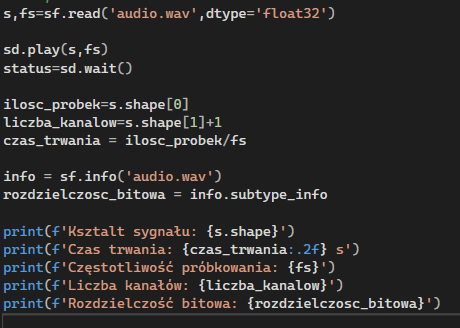 s,fs=sf.read('audio.wav',dtype='float32')
sd.play(s,fs)
status=sd.wait()
ilosc_probek=s.shape[0]
liczba_kanalow=s.shape[1]+1
czas_trwania = ilosc_probek/fs
info = sf.info('audio.wav')
rozdzielczosc_bitowa = info.subtype_info
print(f'Kształt sygnału: {s.shape}')
print(f'Czas trwania: {czas_trwania:.2f} s')
print(f'Częstotliwość próbkowania: {fs}')
print(f'Liczba kanałów: {liczba_kanalow}')
print(f'Rozdzielczość bitowa: {rozdzielczosc_bitowa}')